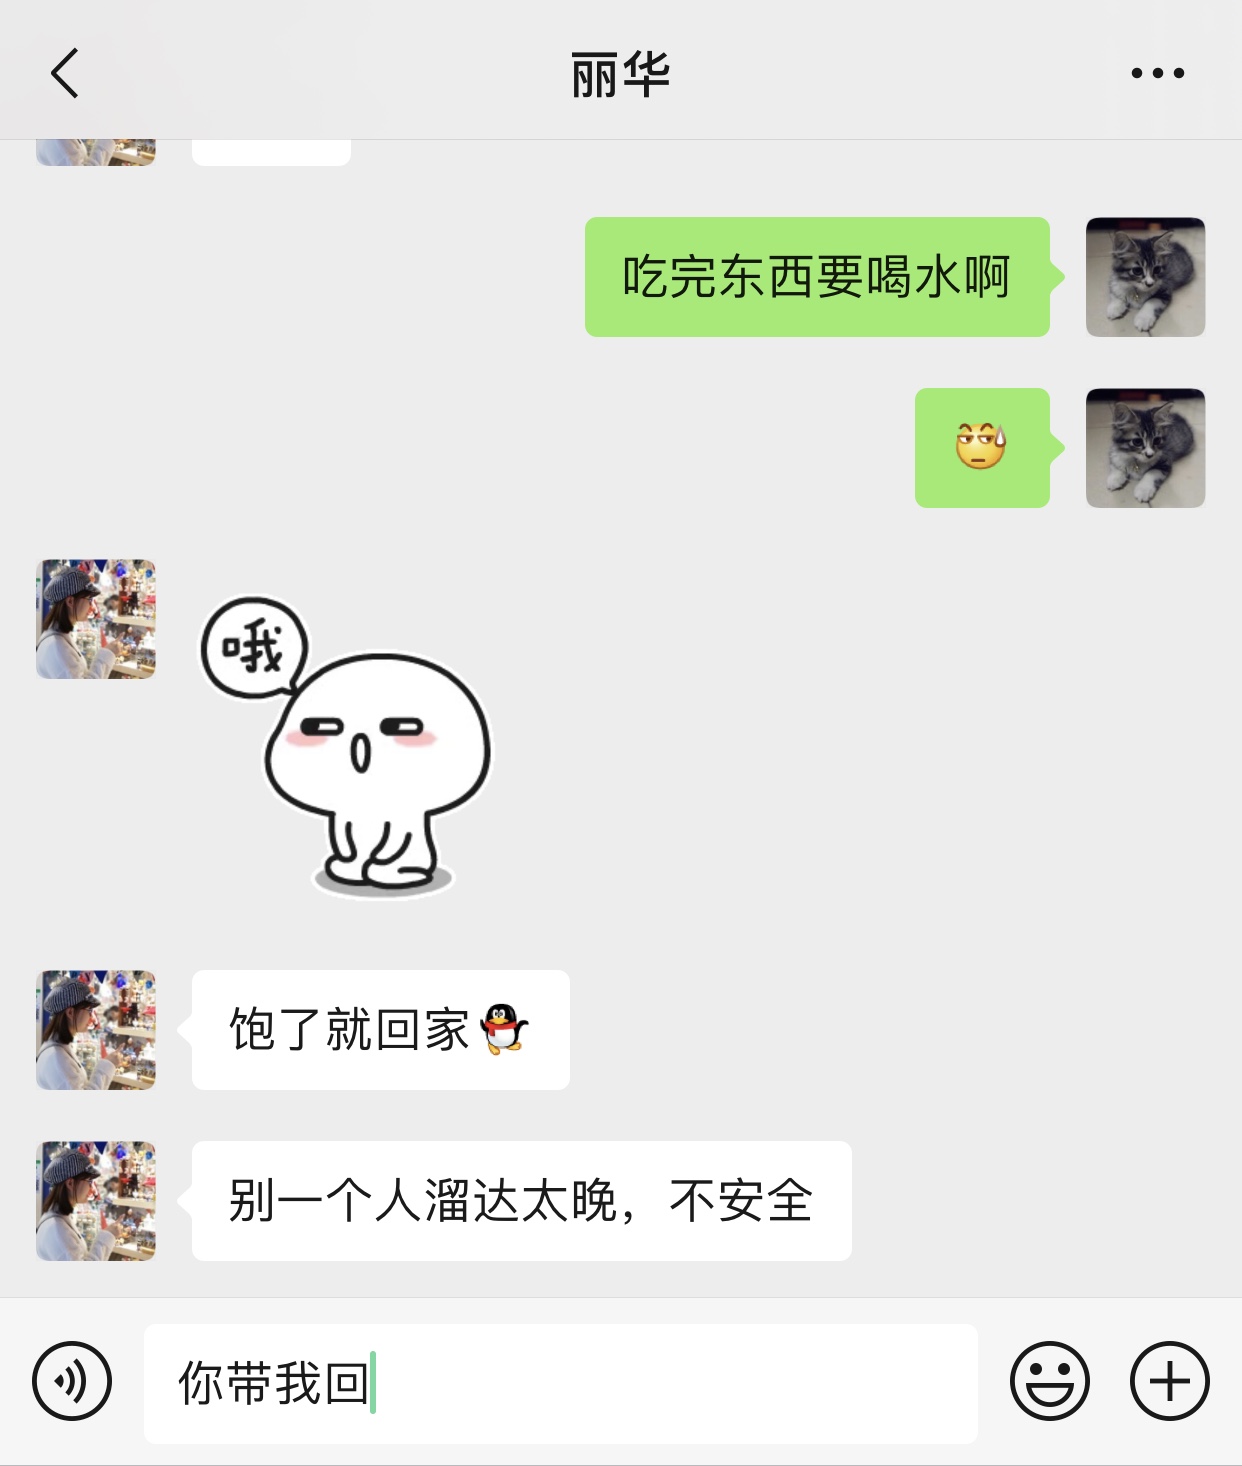 丽华
吃完东西要喝水啊
哦
饱了就回家
别一个人溜达太晚，不安全
你带我回